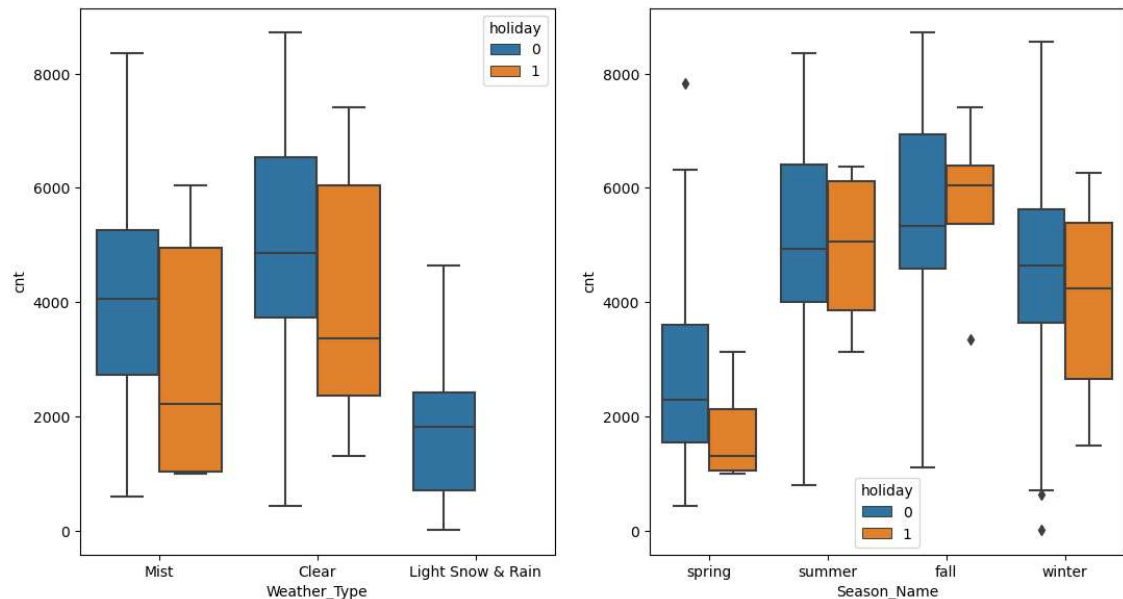 holiday
0
1
8000
6000
4000
2000
0
cnt
Mist Clear Light Snow & Rain
Weather_Type
8000
6000
4000
2000
0
cnt
holiday
0
1
spring summer fall winter
Season_Name